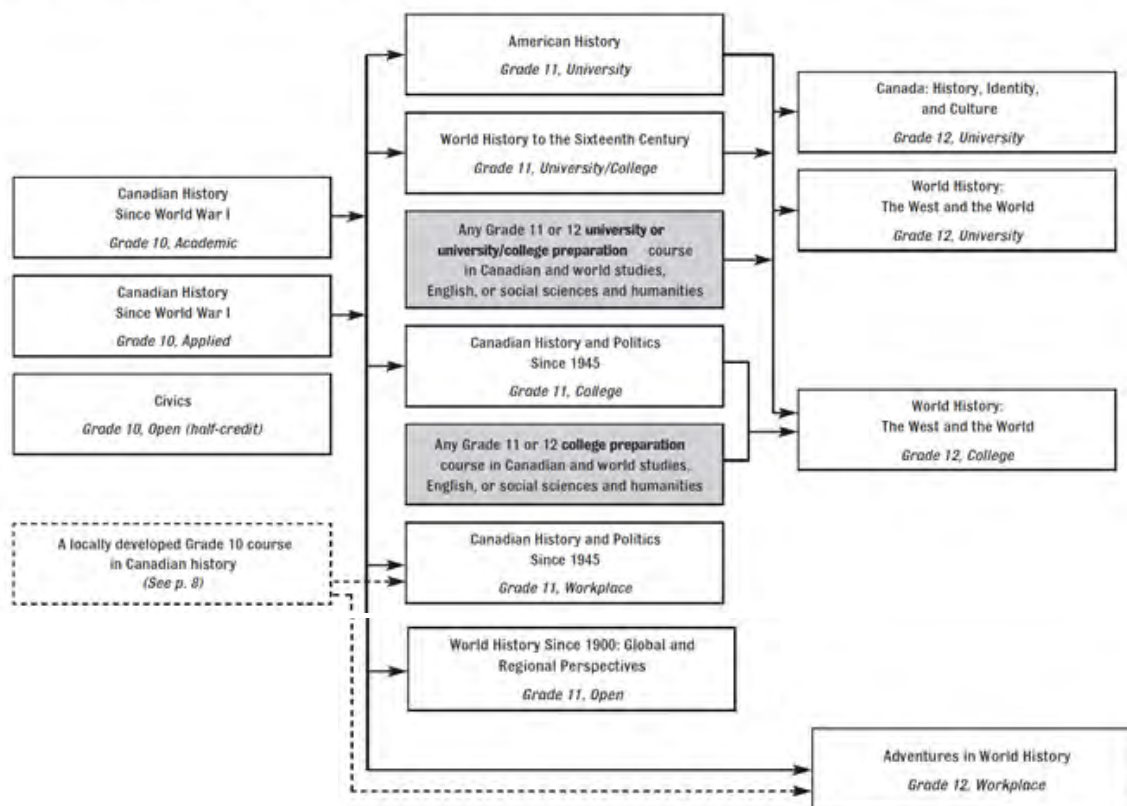 American History
Grade 11, University
World History to the Sixteenth Century
Grade 11, University/College
Canada: History, Identity,
and Culture
Grade 12, University
Canadian History
Since World War I
Grade 10, Academic
Any Grade 11 or 12 university or
university/college preparation course
in Canadian and world studies,
English, or social sciences and humanities
World History:
The West and the World
Grade 12, University
Canadian History
Since World War I
Grade 10, Applied
Canadian History and Politics
Since 1945
Grade 11, College
Civics
Grade 10, Open (half-credit)
Any Grade 11 or 12 college preparation
course in Canadian and world studies,
English, or social sciences and humanities
World History:
The West and the World
Grade 12, College
A locally developed Grade 10 course
in Canadian history
(See p. 8)
Canadian History and Politics
Since 1945
Grade 11, Workplace
World History Since 1900: Global and
Regional Perspectives
Grade 11, Open
Adventures in World History
Grade 12, Workplace